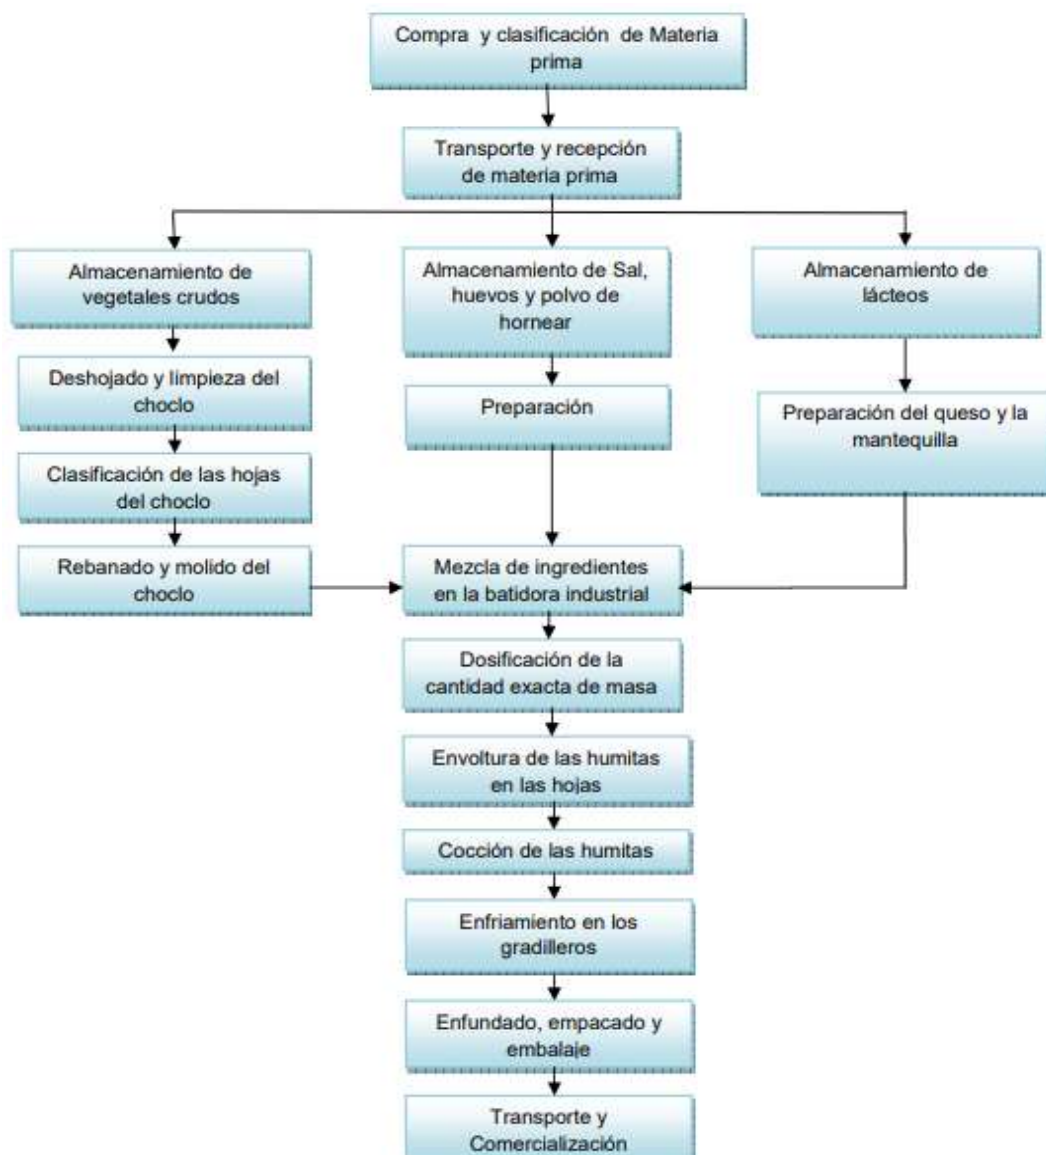 Compra y clasificación de Materia
prima
Transporte y recepción
de materia prima
Almacenamiento de
vegetales crudos
Almacenamiento de Sal,
huevos y polvo de
hornear
Almacenamiento de
lácteos
Deshojado y limpieza del
choclo
Preparación
Preparación del queso y la
mantequilla
Clasificación de las hojas
del choclo
Rebanado y molido del
choclo
Mezcla de ingredientes
en la batidora industrial
Dosificación de la
cantidad exacta de masa
Envoltura de las humitas
en las hojas
Cocción de las humitas
Enfriamiento en los
gradilleros
Enfundado, empacado y
embalaje
Transporte y
Comercialización